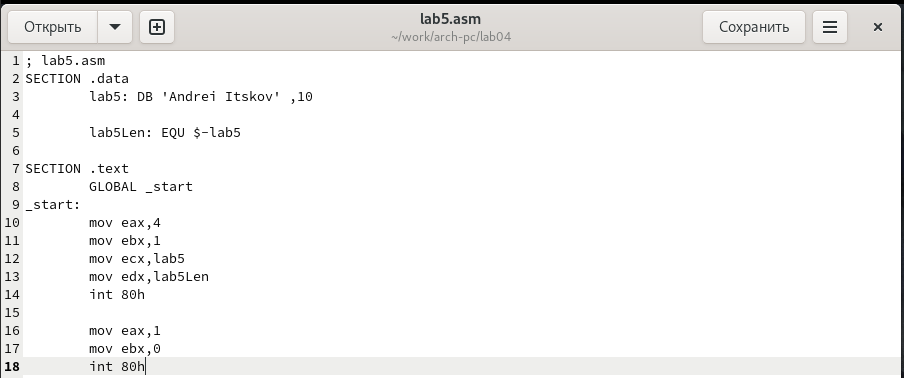 Открыть
lab5.asm
~/work/arch-pc/lab04
Сохранить
1 ; lab5.asm
2 SECTION .data
3         lab5: DB 'Andrei Itskov' ,10
4
5         lab5Len: EQU $-lab5
6
7 SECTION .text
8         GLOBAL _start
9 _start:
10         mov eax,4
11         mov ebx,1
12         mov ecx,lab5
13         mov edx,lab5Len
14         int 80h
15
16         mov eax,1
17         mov ebx,0
18         int 80h